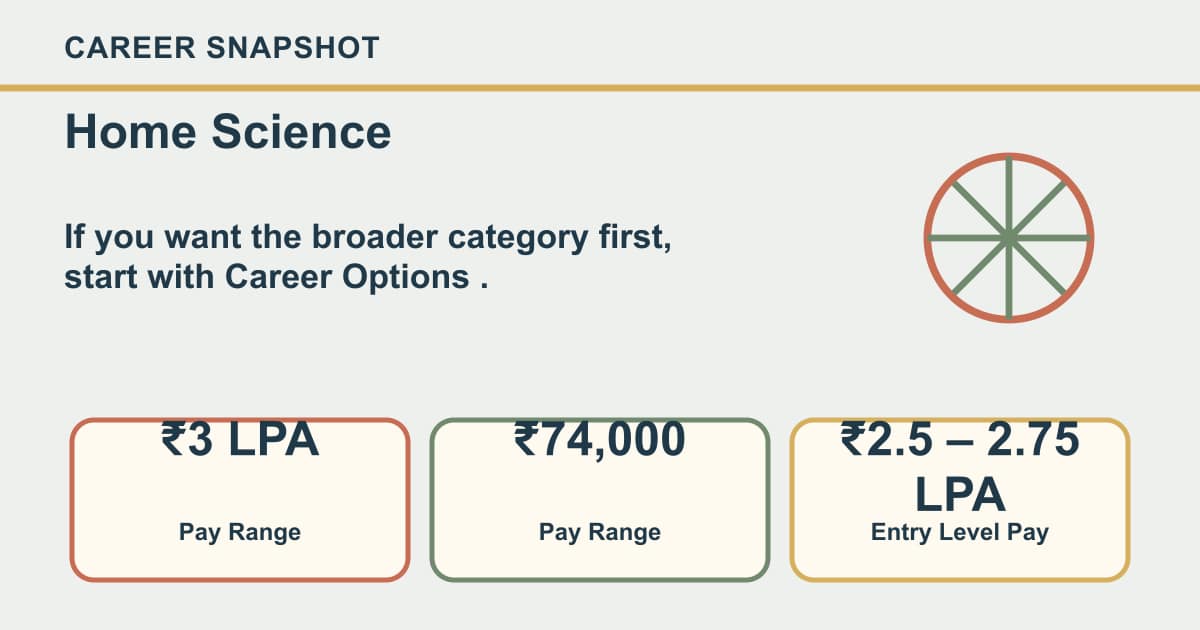 CAREER SNAPSHOT
Home Science
If you want the broader category first,
start with Career Options .
₹3 LPA
Pay Range
₹74,000
Pay Range
₹2.5 – 2.75
LPA
Entry Level Pay